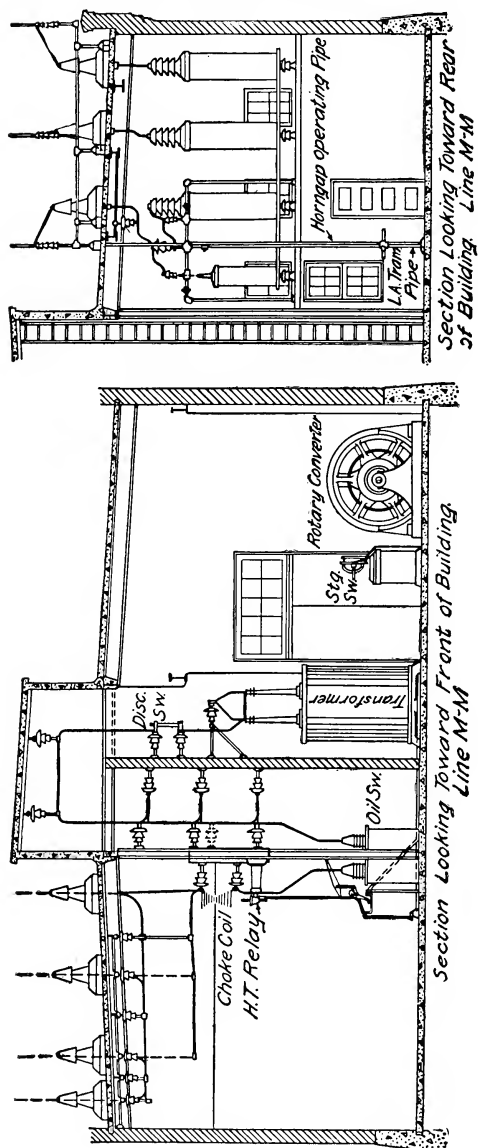 Horngap operating Pipe
L.A. Tram
Pipe
Section Looking Toward Rear
of Building Line M-M
Disc.
Sw.
Choke Coil
H.T. Relay
Oil Sw.
Transformer
Stg.
Sw.
Rotary Converter
Section Looking Toward Front of Building.
Line M-M